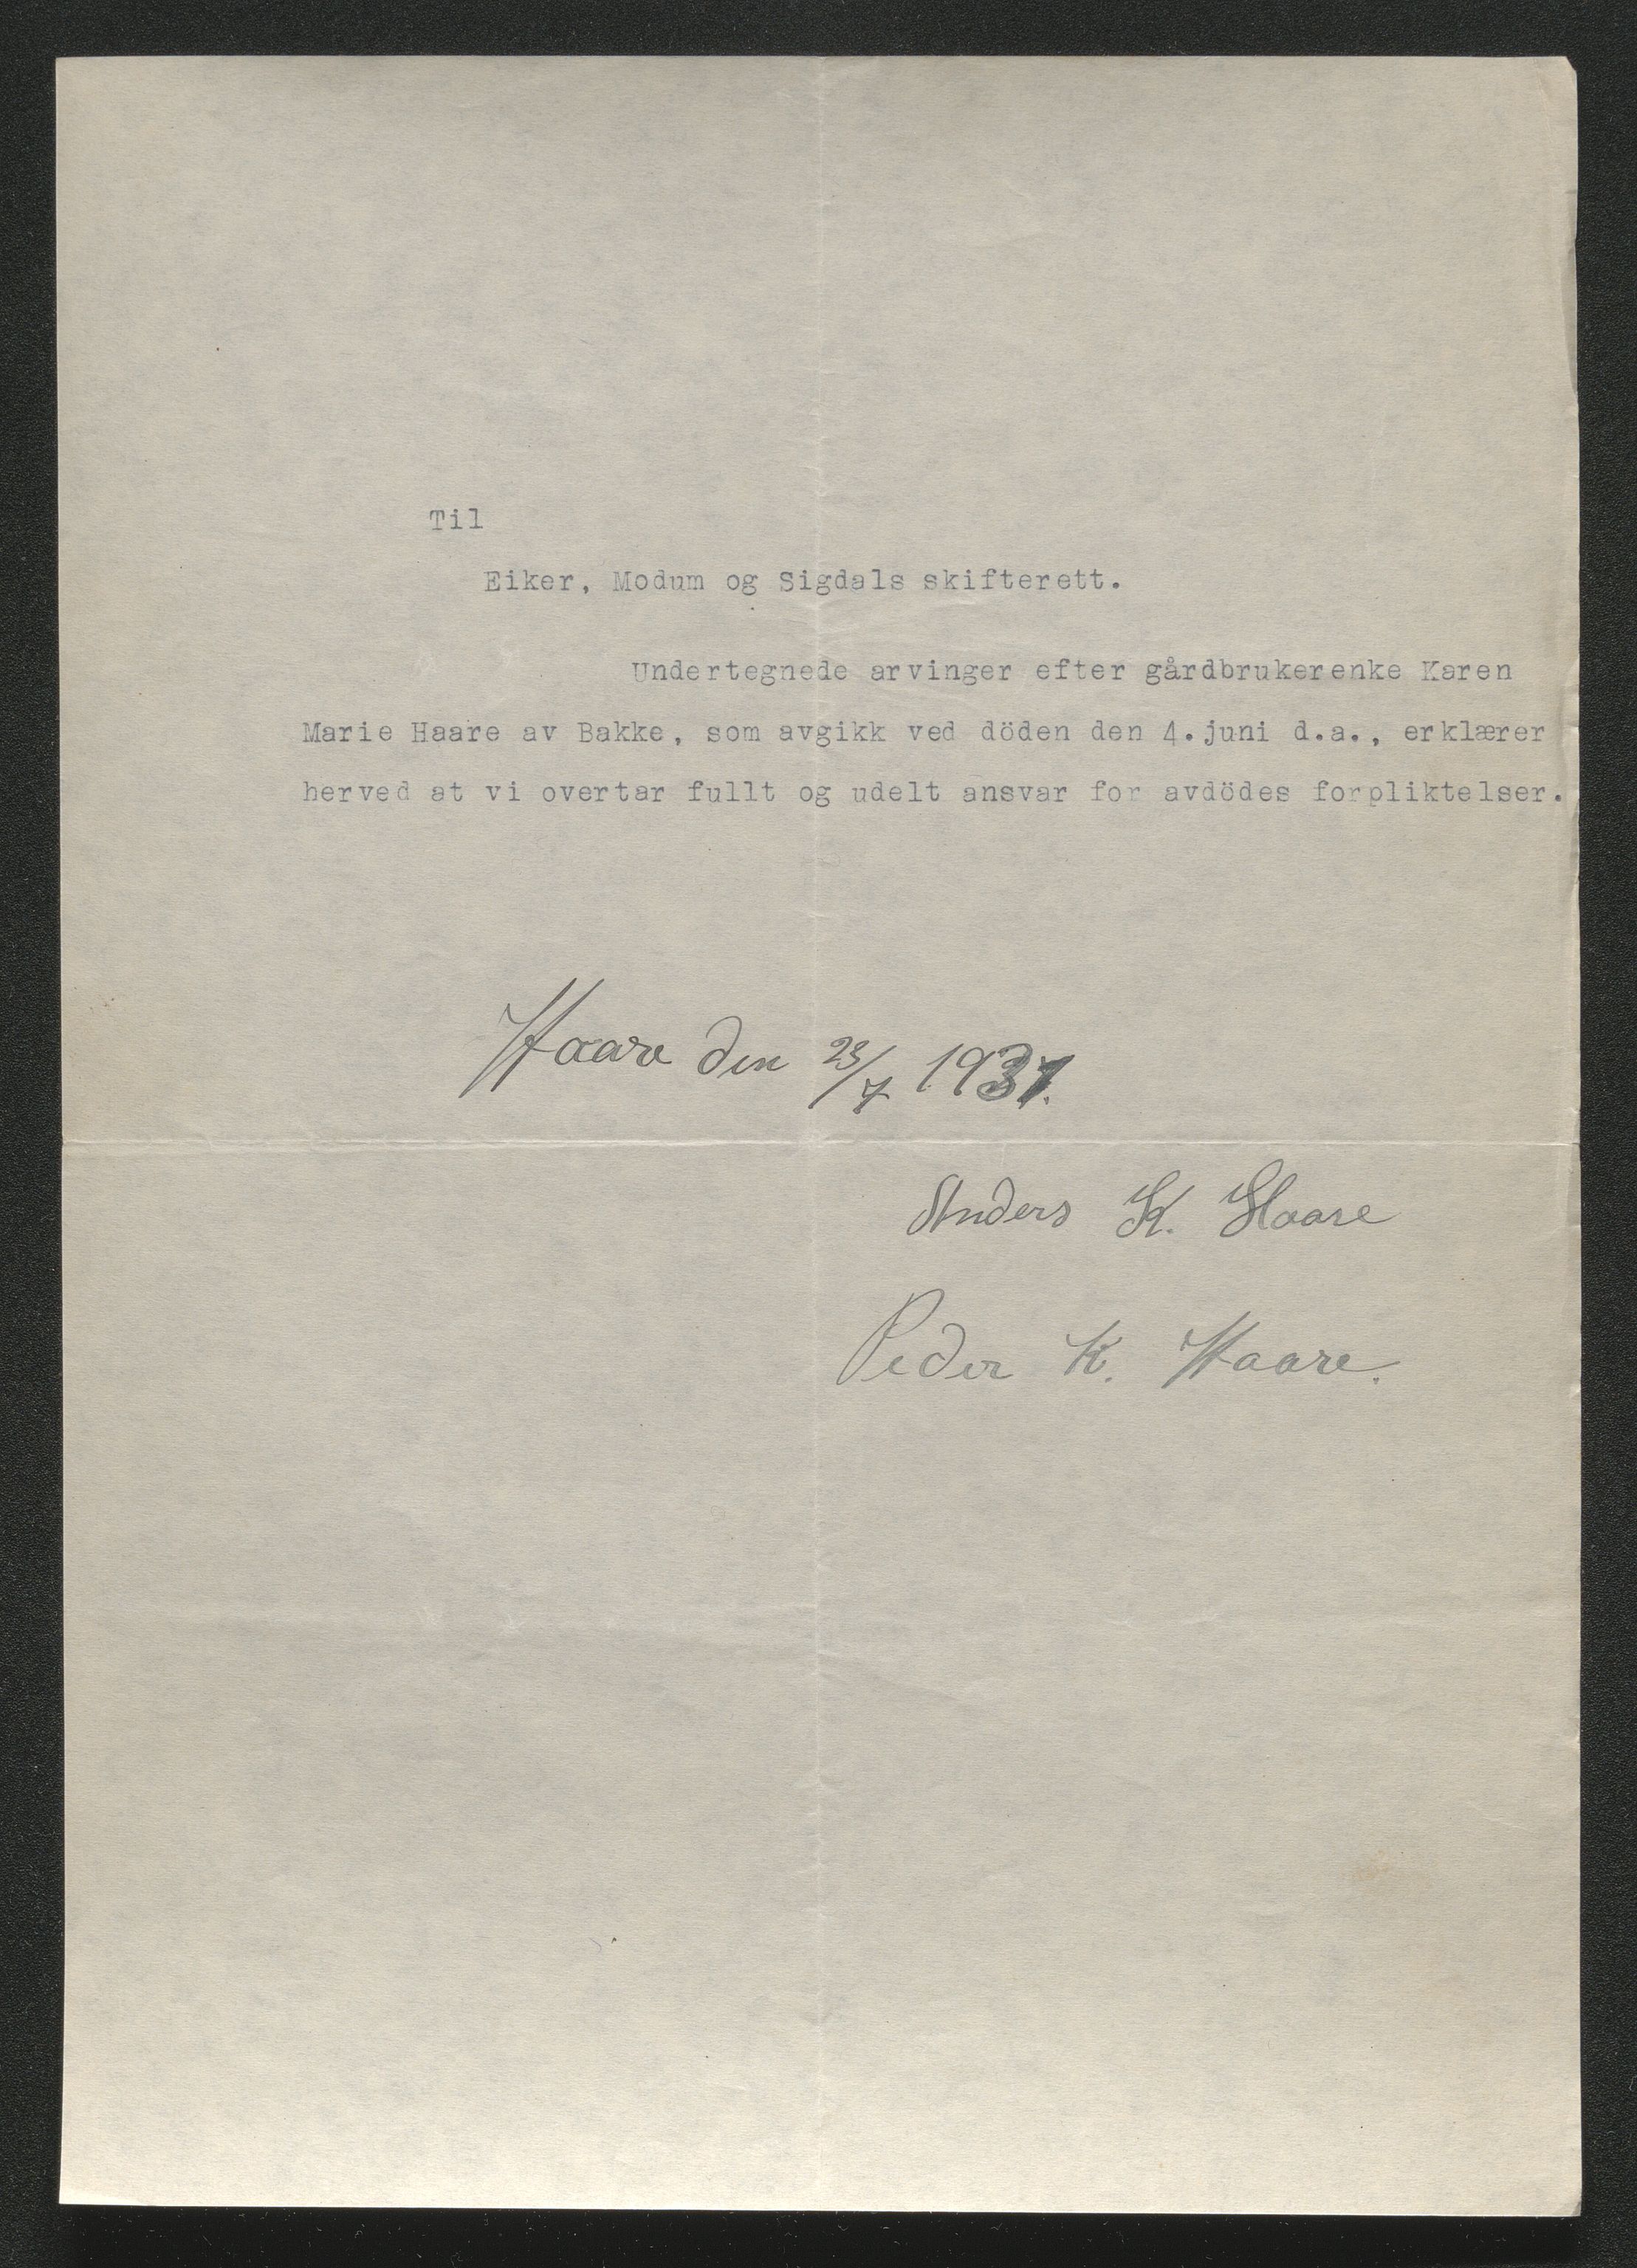 Til
Eiker, Modum og Sigdals skifterett.
Undertegnede arvinger efter gårdbrukerenke Karen
Marie Haare av Bakke, som avgikk ved döden den 4.juni d.a., erklærer
herved at vi overtar fullt og udelt ansvar for avdödes forpliktelser.
Haare den 23/7 1937.
Anders K. Haare
Peder K. Haare.